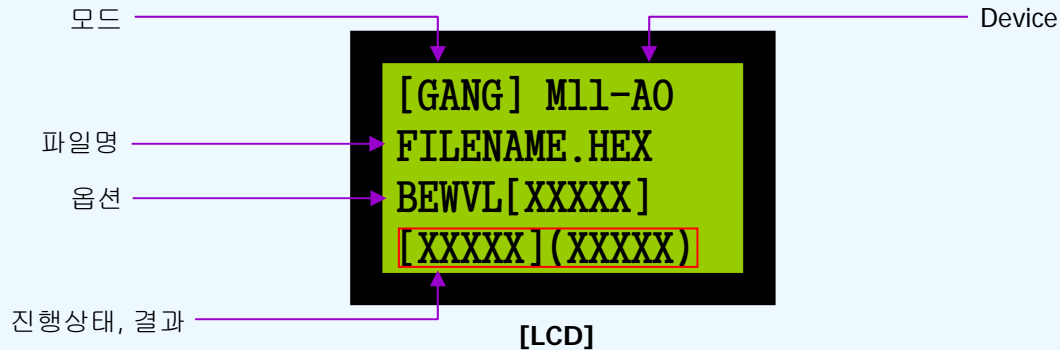 모드
Device
[GANG] M11-AO
파일명
FILENAME.HEX
옵션
BEWVL[XXXXX]
[XXXXX](XXXXX)
진행상태, 결과
[LCD]